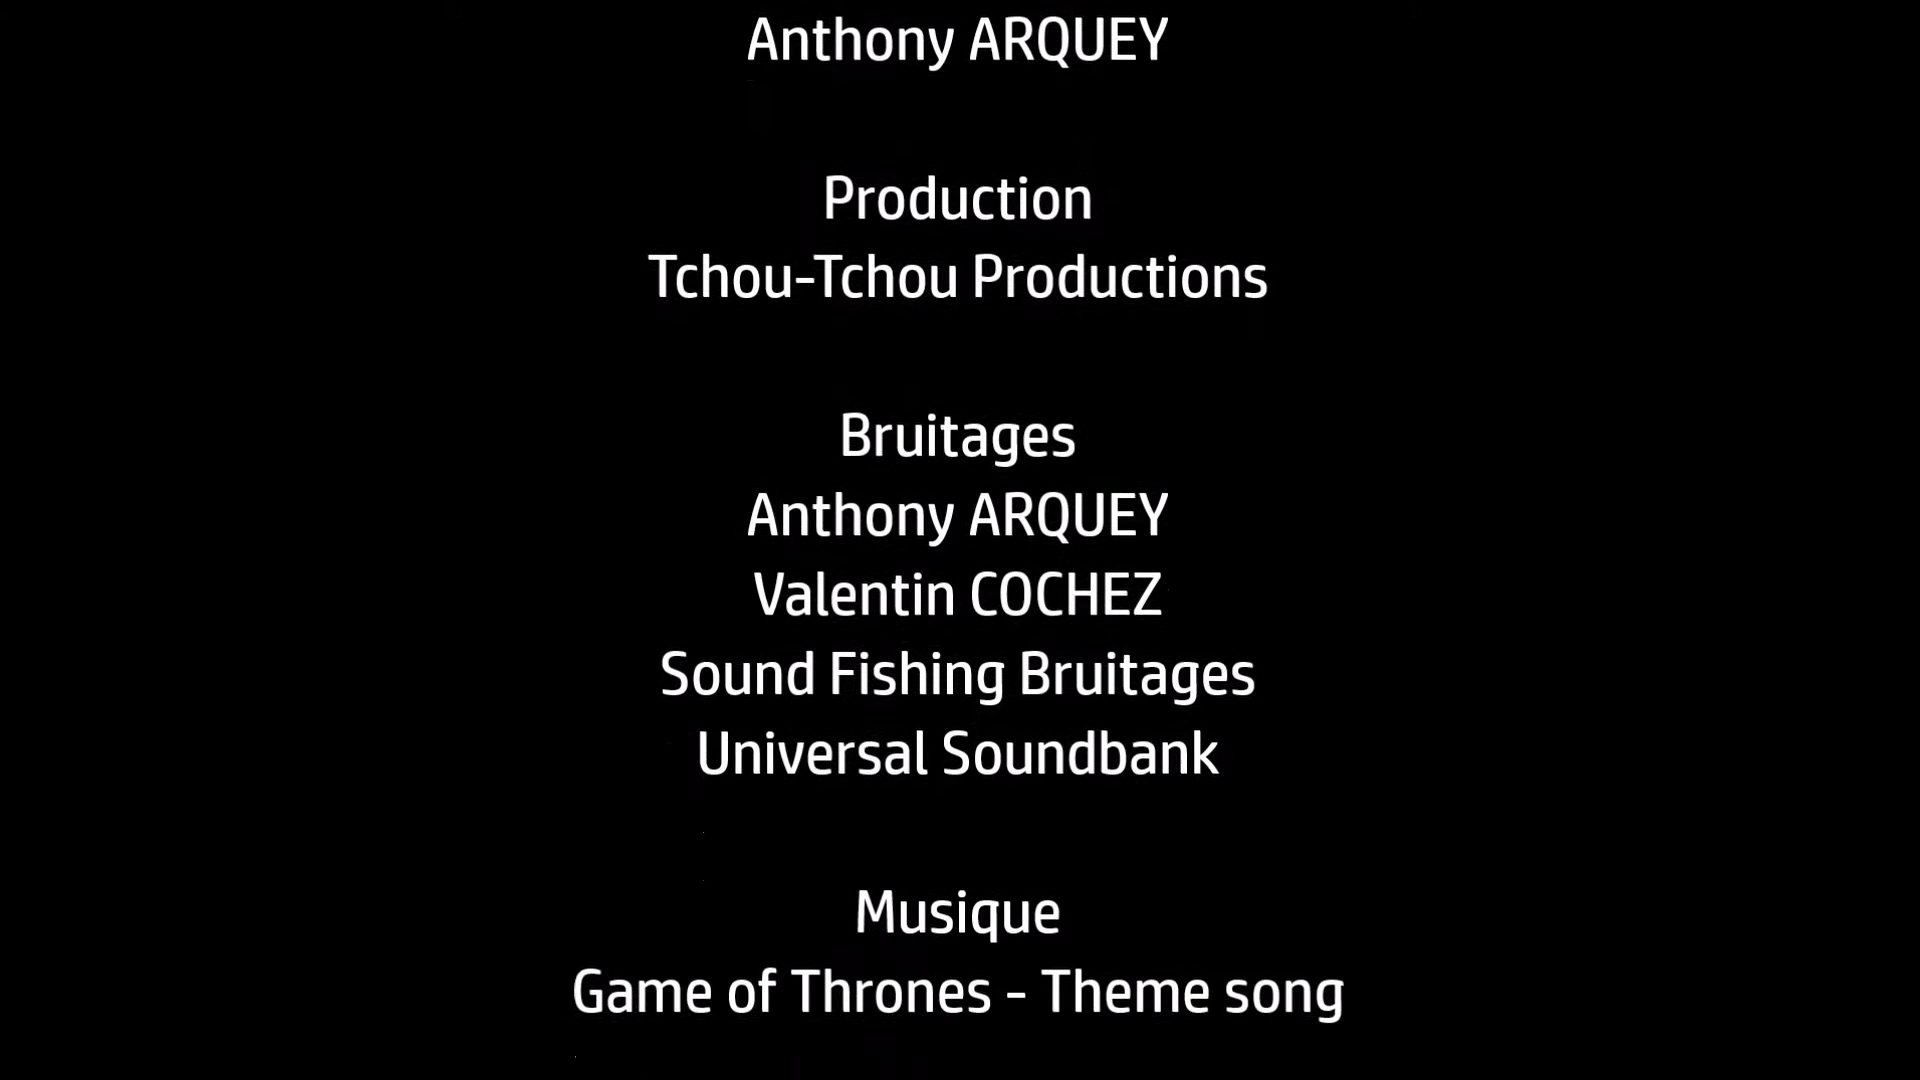 Anthony ARQUEY
Production
Tchou-Tchou Productions
Bruitages
Anthony ARQUEY
Valentin COCHEZ
Sound Fishing Bruitages
Universal Soundbank
Musique
Game of Thrones - Theme song